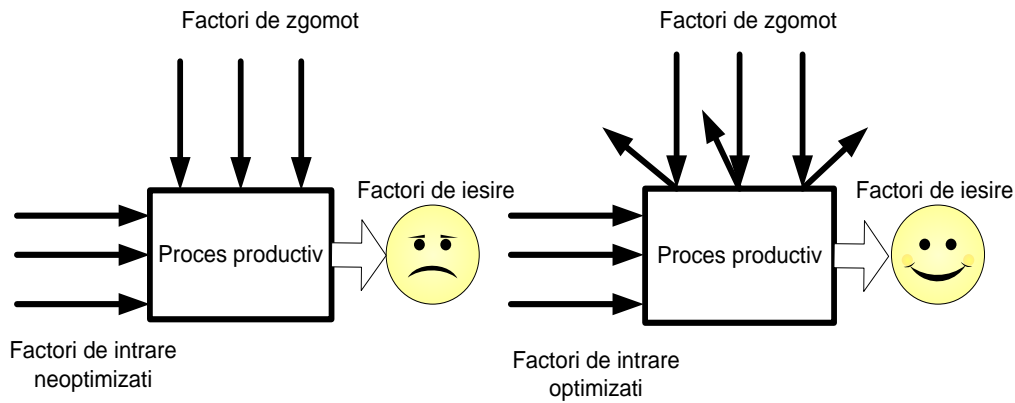 Factori de zgomot
Factori de iesire
Proces productiv
Factori de intrare
neoptimizati
Factori de zgomot
Factori de iesire
Proces productiv
Factori de intrare
optimizati